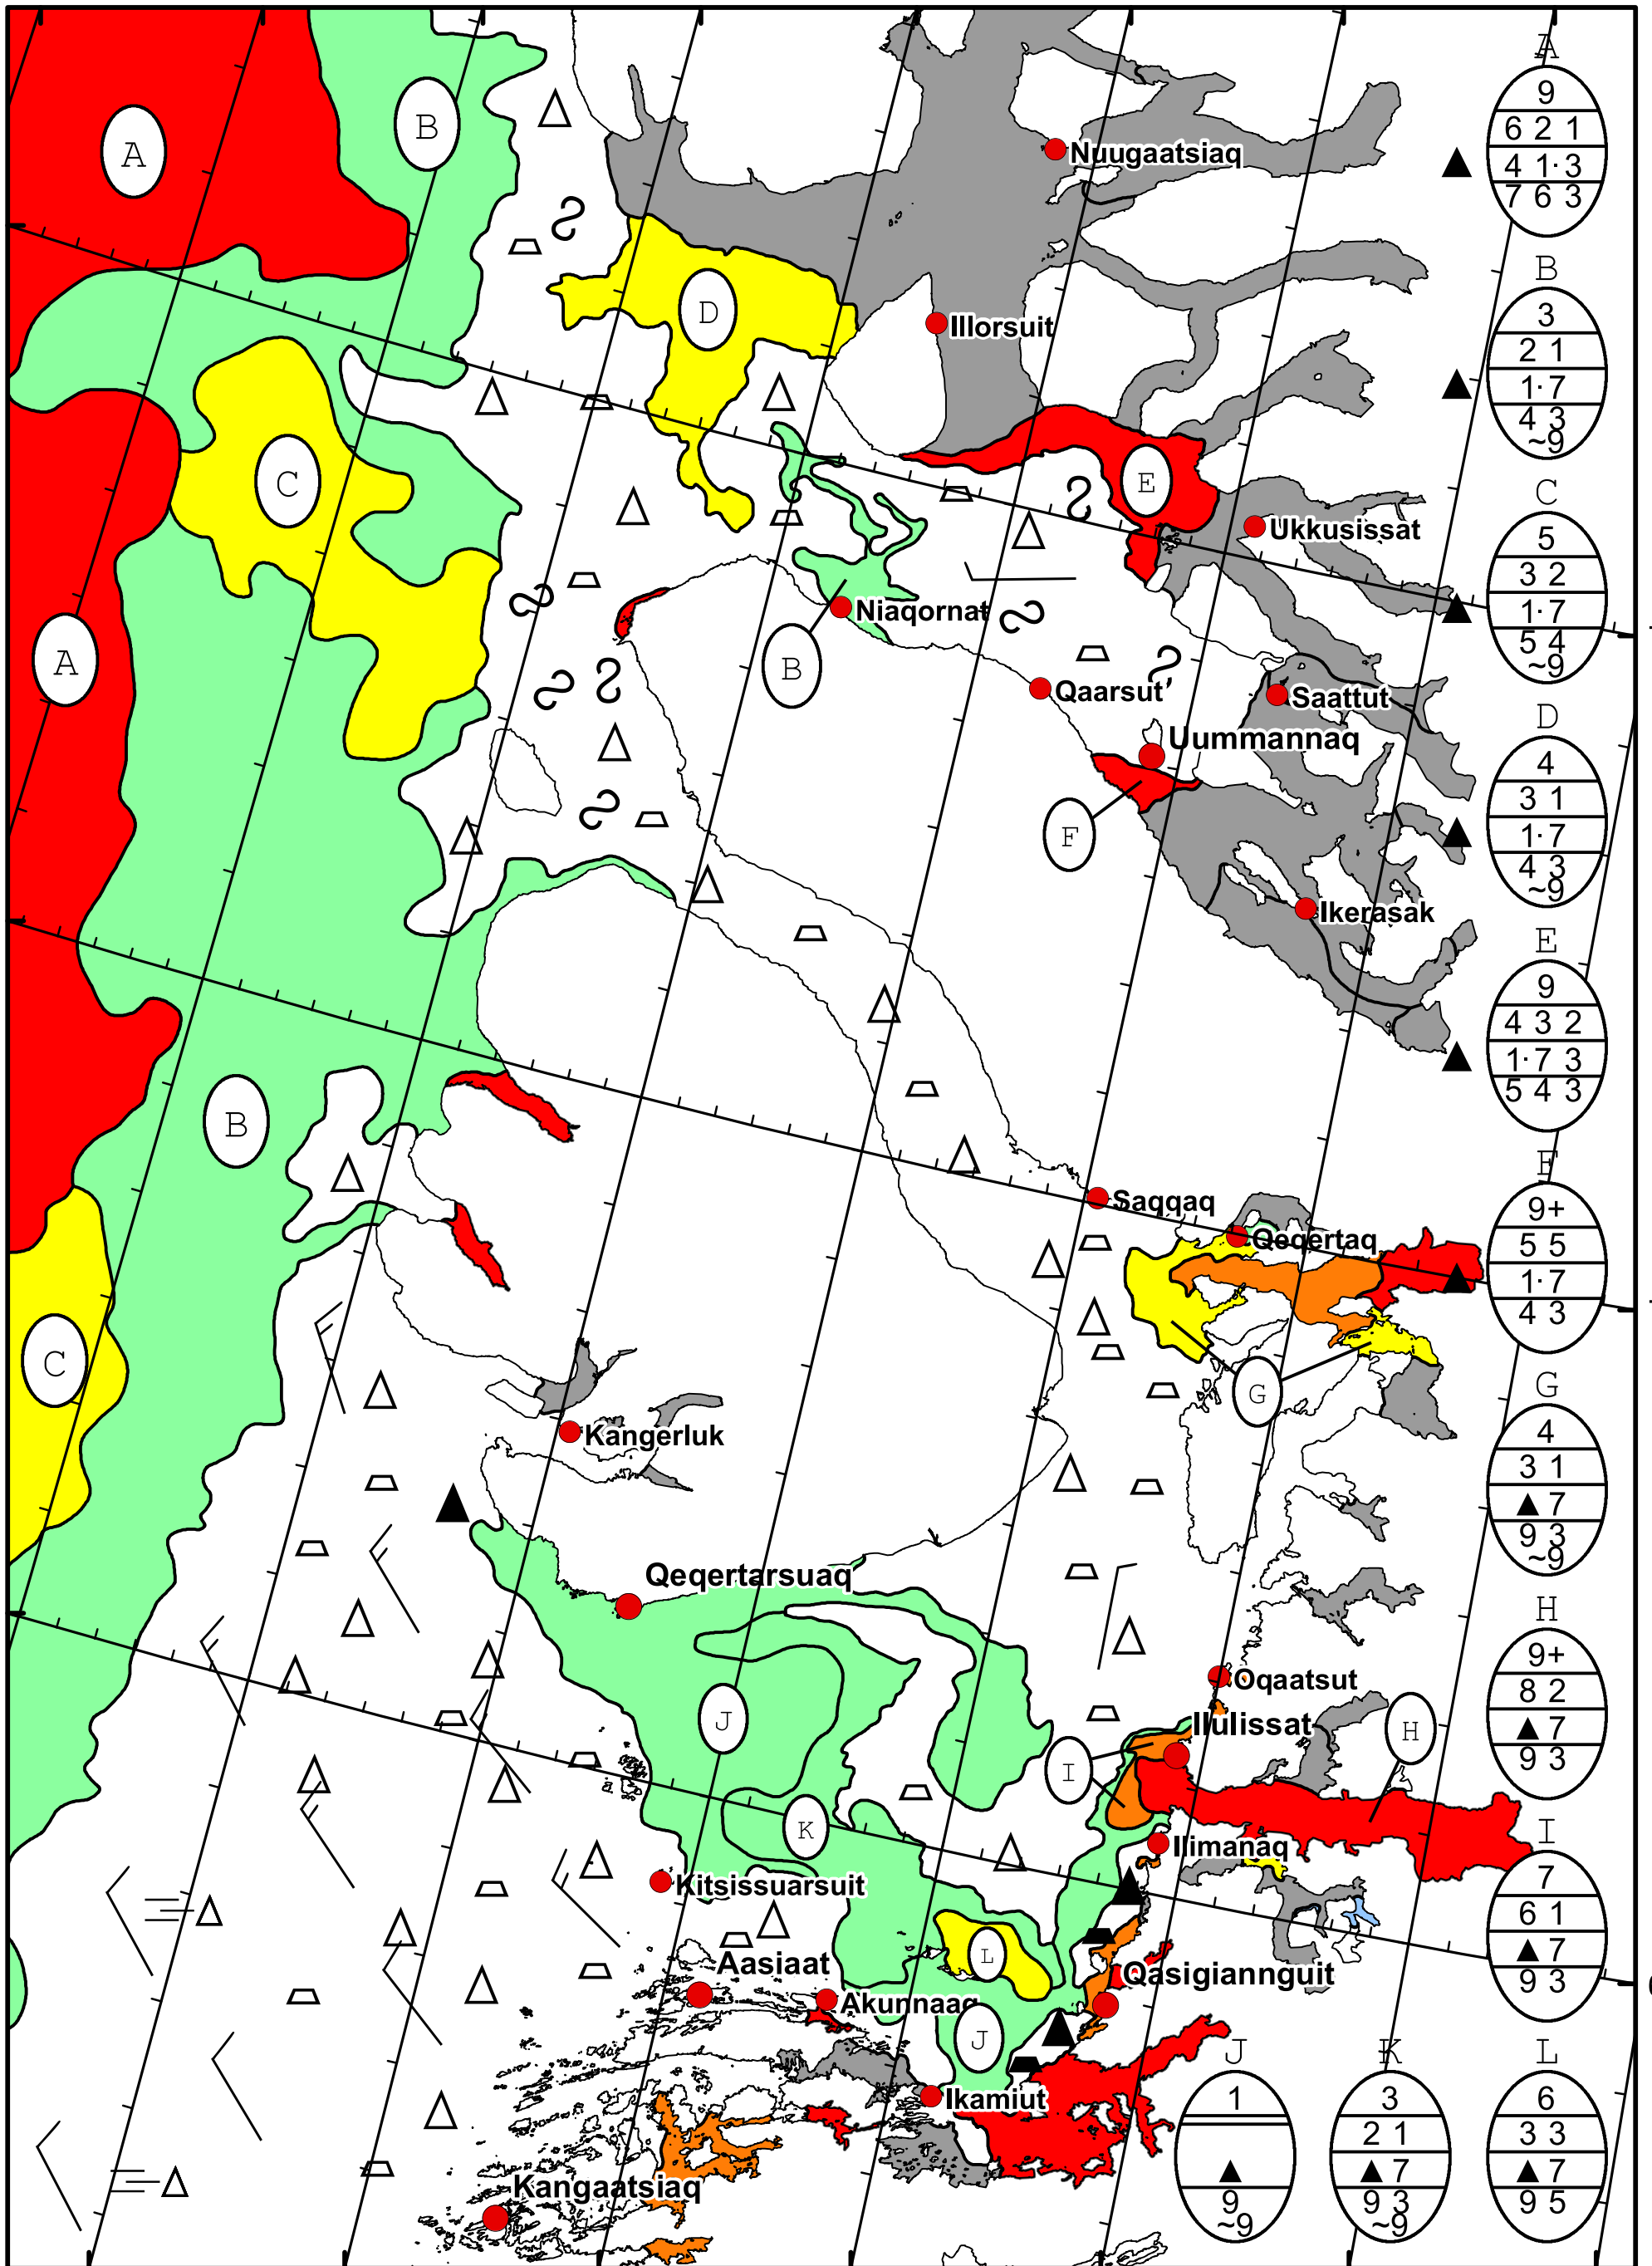 A
B
A
9
6 2 1
4 1· 3
7 6 3
Nuugaatsiaq
B
3
2 1
1· 7
4 3
~9
D
Illorsuit
C
E
C
5
3 2
1· 7
5 4
~9
Ukkusissat
Niaqornat
A
B
Qaarsut
Saattut
Uummannaq
D
4
3 1
1· 7
4 3
~9
F
Ikerasak
E
9
4 3 2
1· 7 3
5 4 3
B
Saqqaq
Qeqertaq
F
9+
5 5
1· 7
4 3
C
G
Kangerluk
G
4
3 1
▲ 7
9 3
~9
Qeqertarsuaq
Oqaatsut
Ilulissat
J
I
H
H
9+
8 2
▲ 7
9 3
K
Ilimanaq
Kitsissuarsuit
I
7
6 1
▲ 7
9 3
L
Aasiaat
Qasigiannguit
Akunnaaq
J
Ikamiut
Kangaatsiaq
J
1
▲
9
~9
K
3
2 1
▲ 7
9 3
~9
L
6
3 3
▲ 7
9 5